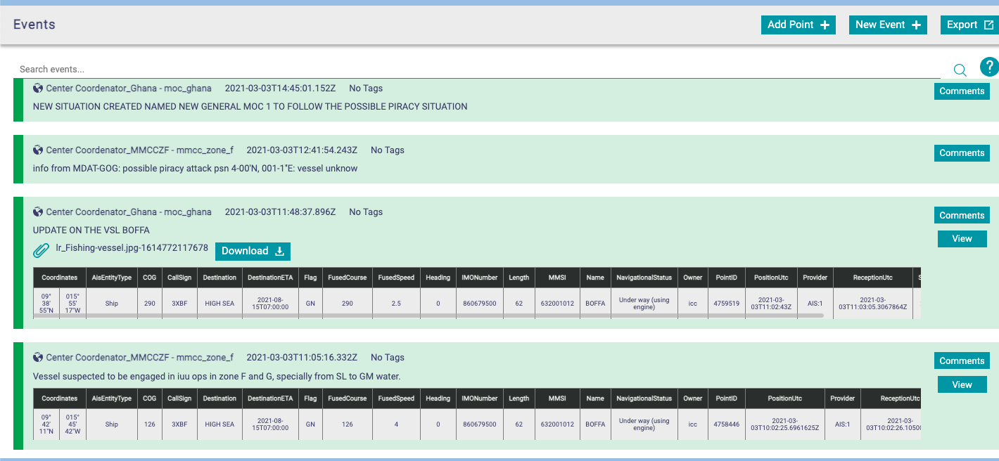 Events
Add Point +
New Event +
Export
Search events...
?
Center Coordenator_Ghana - moc_ghana 2021-03-03T14:45:01.152Z No Tags
Comments
NEW SITUATION CREATED NAMED NEW GENERAL MOC 1 TO FOLLOW THE POSSIBLE PIRACY SITUATION
Center Coordenator_MMCCZF - mmcc_zone_f 2021-03-03T12:41:54.243Z No Tags
Comments
info from MDAT-GOG: possible piracy attack psn 4-00'N, 001-1"E: vessel unknow
Center Coordenator_Ghana - moc_ghana 2021-03-03T11:48:37.896Z No Tags
Comments
UPDATE ON THE VSL BOFFA
View
lr_Fishing-vessel.jpg-1614772117678 Download
Coordinates AisEntityType COG CallSign Destination DestinationETA Flag FusedCourse FusedSpeed Heading IMONumber Length MMSI Name NavigationalStatus Owner PointID PositionUtc Provider ReceptionUtc S
09° 015°
38' 55' Ship 290 3XBF HIGH SEA 2021-08-15T07:00:00 GN 290 2.5 0 860679500 62 632001012 BOFFA Under way (using engine) icc 4759519 2021-03-03T11:02:43Z AIS:1 2021-03-03T11:03:05.3067864Z
55"N 17"W
Center Coordenator_MMCCZF - mmcc_zone_f 2021-03-03T11:05:16.332Z No Tags
Comments
Vessel suspected to be engaged in iuu ops in zone F and G, specially from SL to GM water.
View
Coordinates AisEntityType COG CallSign Destination DestinationETA Flag FusedCourse FusedSpeed Heading IMONumber Length MMSI Name NavigationalStatus Owner PointID PositionUtc Provider ReceptionUtc
09° 015°
42' 45' Ship 126 3XBF HIGH SEA 2021-08-15T07:00:00 GN 126 4 0 860679500 62 632001012 BOFFA Under way (using engine) icc 4758446 2021-03-03T10:02:25.6961625Z AIS:1 2021-03-03T10:02:26.10500
11"N 42"W